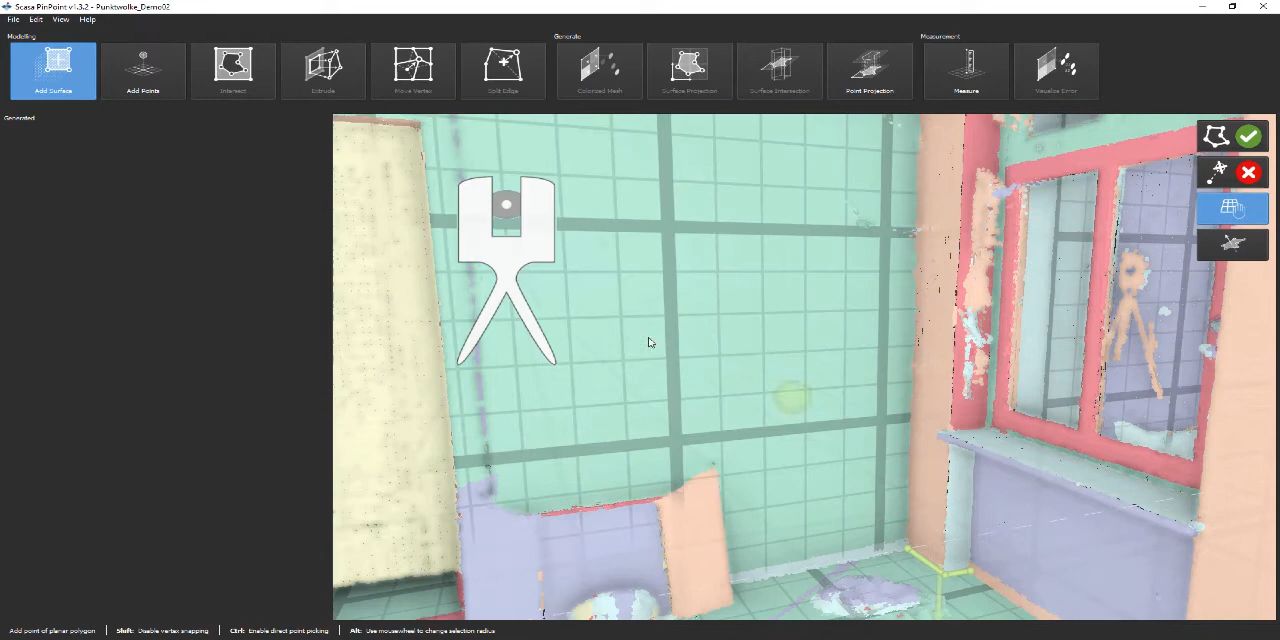 Scasa PinPoint v1.3.2 - Punktwolke_Demo02
File Edit View Help
Modelling Generate Measurement
Add Surface Add Points Intersect Extrude Move Vertex Split Edge Colorized Mesh Surface Projection Surface Intersection Point Projection Measure Visualize Error
Generated
Add point of planar polygon Shift: Disable vertex snapping Ctrl: Enable direct point picking Alt: Use mousewheel to change selection radius